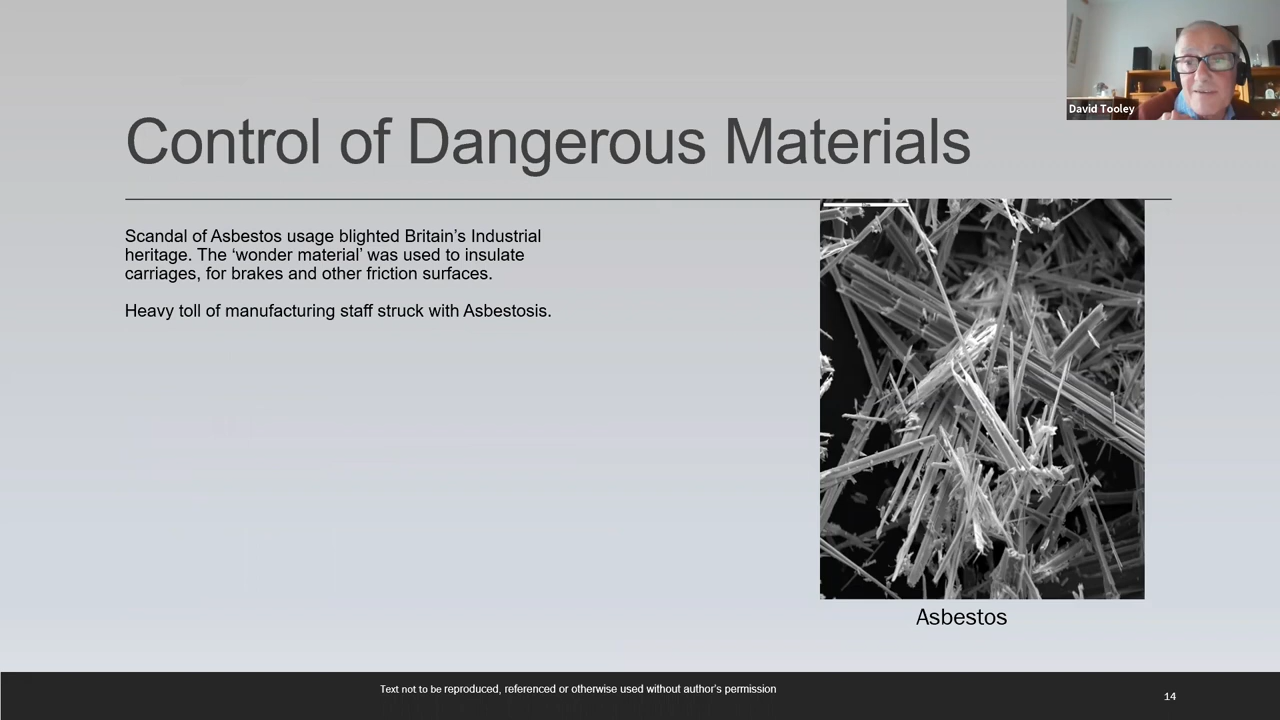 David Tooley
Control of Dangerous Materials
Scandal of Asbestos usage blighted Britain’s Industrial
heritage. The ‘wonder material’ was used to insulate
carriages, for brakes and other friction surfaces.
Heavy toll of manufacturing staff struck with Asbestosis.
Asbestos
Text not to be reproduced, referenced or otherwise used without author’s permission
14